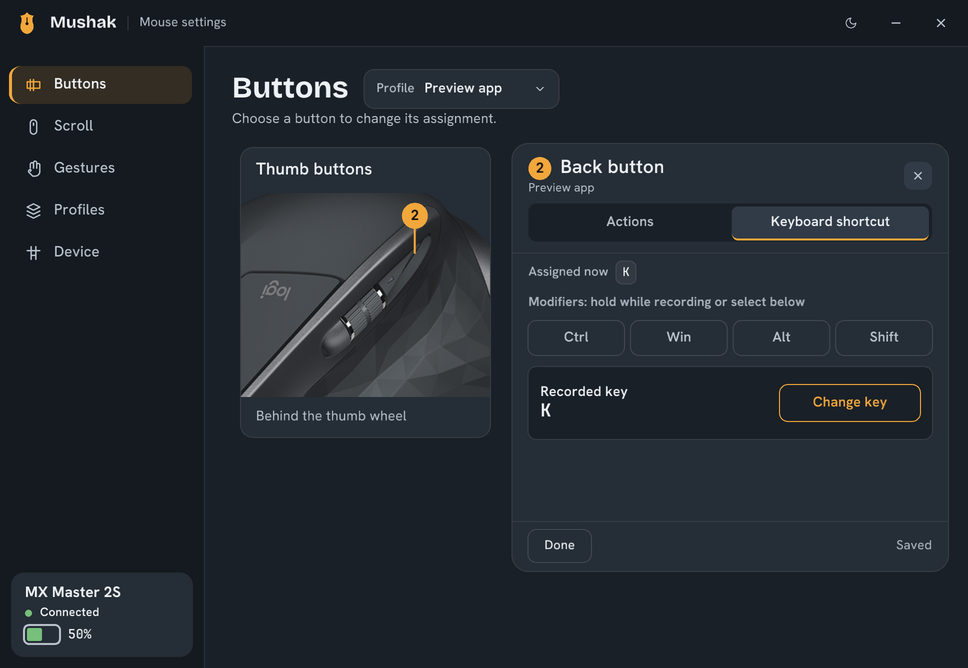 Mushak
Mouse settings
Buttons
Scroll
Gestures
Profiles
Device
MX Master 2S
Connected
50%
Buttons
Profile Preview app
Choose a button to change its assignment.
Thumb buttons
2
logi
Behind the thumb wheel
2 Back button
Preview app
Actions
Keyboard shortcut
Assigned now K
Modifiers: hold while recording or select below
Ctrl
Win
Alt
Shift
Recorded key
K
Change key
Done
Saved